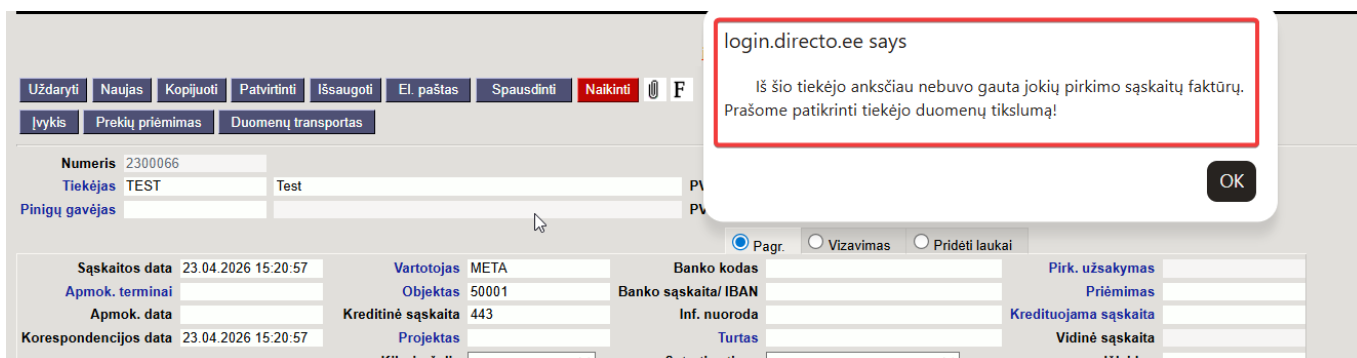 login.directo.ee says
Iš šio tiekėjo anksčiau nebuvo gauta jokių pirkimo sąskaitų faktūrų.
Prašome patikrinti tiekėjo duomenų tikslumą!
OK
Uždaryti Naujas Kopijuoti Patvirtinti Išsaugoti El. paštas Spausdinti Naikinti F
Įvykis Prekių priėmimas Duomenų transportas
Numeris 2300066
Tiekėjas TEST Test
Pinigų gavėjas
Pagr. Vizavimas Pridėti laukai
Sąskaitos data 23.04.2026 15:20:57 Vartotojas META Banko kodas Pirk. užsakymas
Apmok. terminai Objektas 50001 Banko sąskaita/ IBAN Priėmimas
Apmok. data Kreditinė sąskaita 443 Inf. nuoroda Kredituojama sąskaita
Korespondencijos data 23.04.2026 15:20:57 Projektas Turtas Vidinė sąskaita